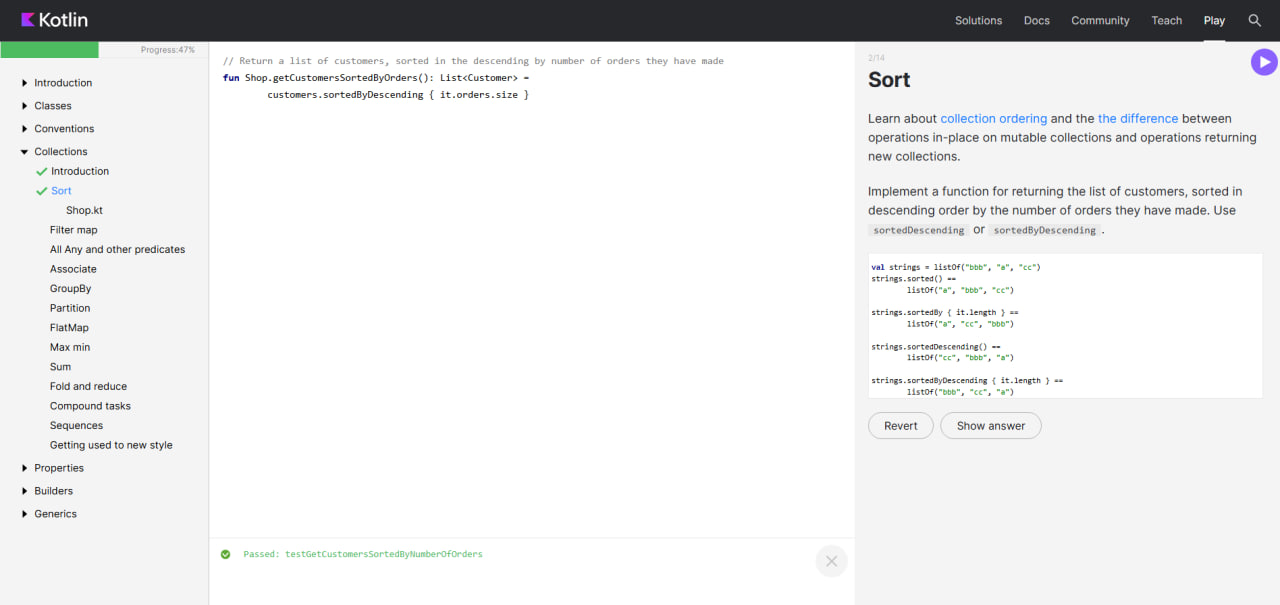 Kotlin
Solutions Docs Community Teach Play
Progress:47%
Introduction
Classes
Conventions
Collections
Introduction
Sort
Shop.kt
Filter map
All Any and other predicates
Associate
GroupBy
Partition
FlatMap
Max min
Sum
Fold and reduce
Compound tasks
Sequences
Getting used to new style
Properties
Builders
Generics
// Return a list of customers, sorted in the descending by number of orders they have made
fun Shop.getCustomersSortedByOrders(): List<Customer> =
customers.sortedByDescending { it.orders.size }
Passed: testGetCustomersSortedByNumberOfOrders
2/14
Sort
Learn about collection ordering and the the difference between
operations in-place on mutable collections and operations returning
new collections.
Implement a function for returning the list of customers, sorted in
descending order by the number of orders they have made. Use
sortedDescending or sortedByDescending .
val strings = listOf("bbb", "a", "cc")
strings.sorted() ==
listOf("a", "bbb", "cc")
strings.sortedBy { it.length } ==
listOf("a", "cc", "bbb")
strings.sortedDescending() ==
listOf("cc", "bbb", "a")
strings.sortedByDescending { it.length } ==
listOf("bbb", "cc", "a")
Revert
Show answer